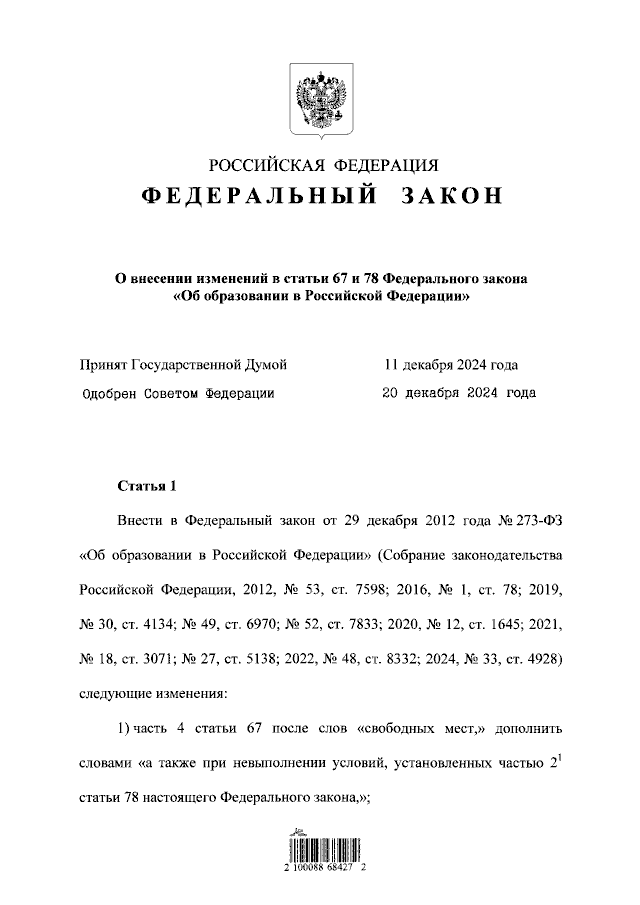 РОССИЙСКАЯ ФЕДЕРАЦИЯ
ФЕДЕРАЛЬНЫЙ ЗАКОН
О внесении изменений в статьи 67 и 78 Федерального закона
«Об образовании в Российской Федерации»
Принят Государственной Думой 11 декабря 2024 года
Одобрен Советом Федерации 20 декабря 2024 года
Статья 1
Внести в Федеральный закон от 29 декабря 2012 года № 273-ФЗ
«Об образовании в Российской Федерации» (Собрание законодательства
Российской Федерации, 2012, № 53, ст. 7598; 2016, № 1, ст. 78; 2019,
№ 30, ст. 4134; № 49, ст. 6970; № 52, ст. 7833; 2020, № 12, ст. 1645; 2021,
№ 18, ст. 3071; № 27, ст. 5138; 2022, № 48, ст. 8332; 2024, № 33, ст. 4928)
следующие изменения:
1) часть 4 статьи 67 после слов «свободных мест,» дополнить
словами «а также при невыполнении условий, установленных частью 2¹
статьи 78 настоящего Федерального закона,»;
2 100088 68427 2